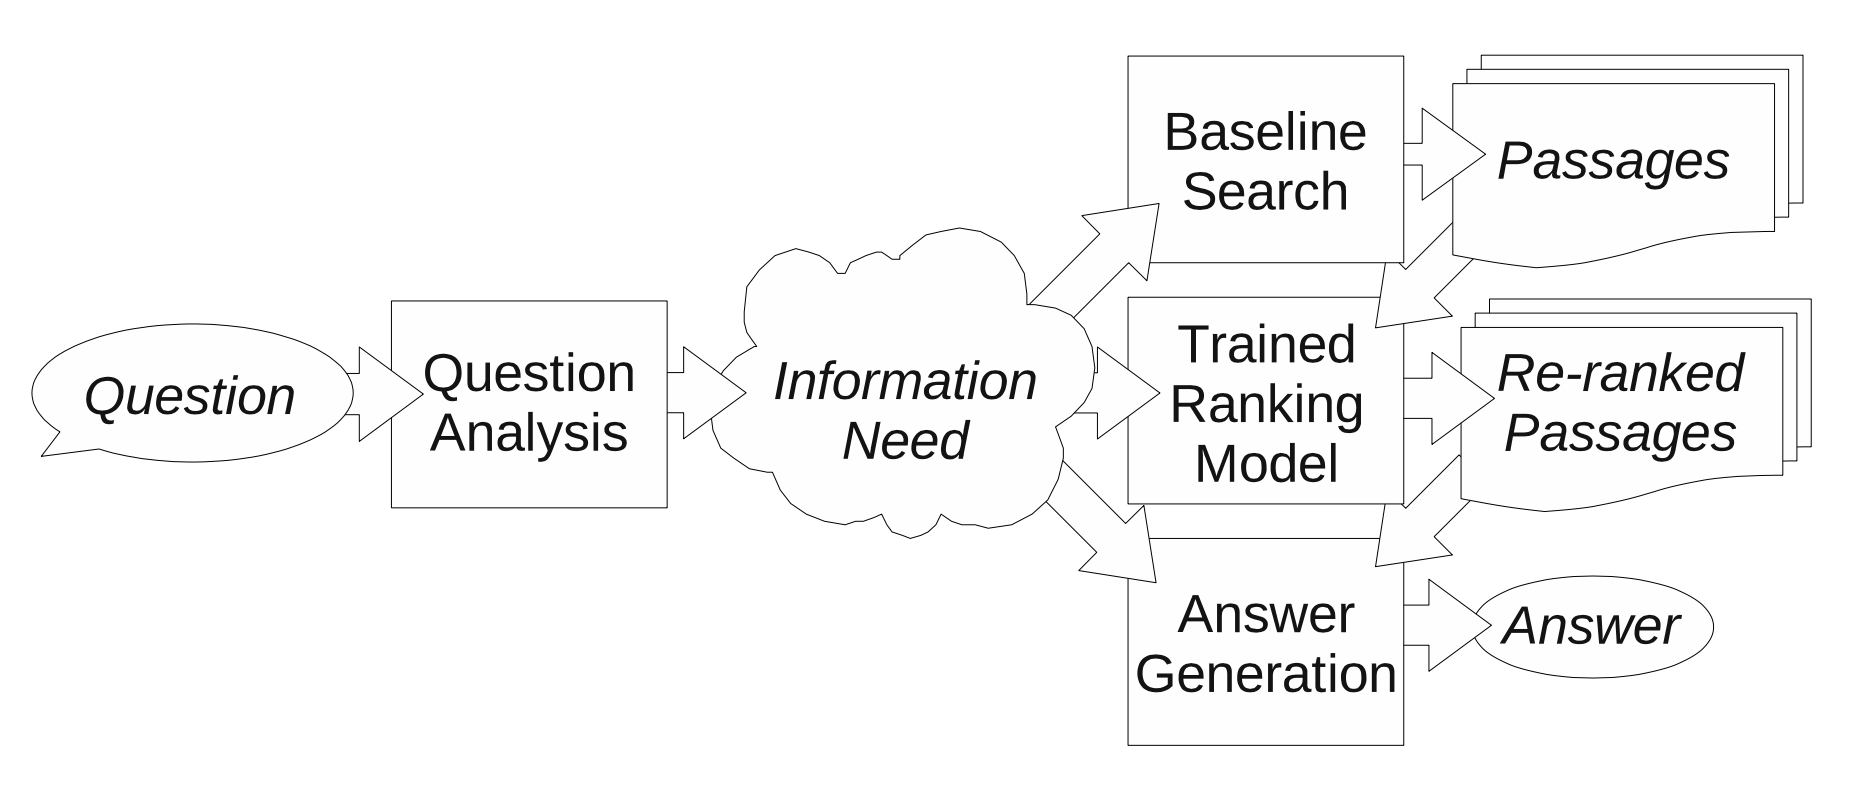 Question
Question
Analysis
Information
Need
Baseline
Search
Passages
Trained
Ranking
Model
Re-ranked
Passages
Answer
Generation
Answer